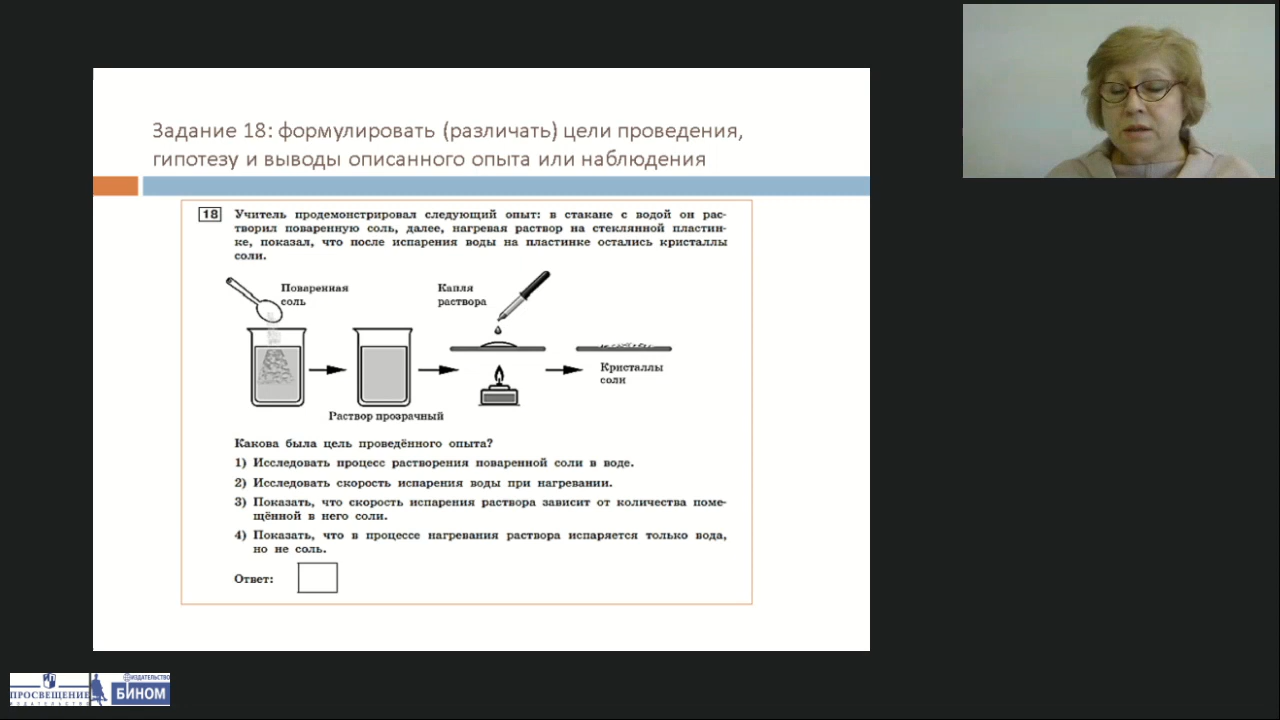 Задание 18: формулировать (различать) цели проведения,
гипотезу и выводы описанного опыта или наблюдения
18 Учитель продемонстрировал следующий опыт: в стакане с водой он рас-
творил поваренную соль, далее, нагревая раствор на стеклянной пластин-
ке, показал, что после испарения воды на пластинке остались кристаллы
соли.
Поваренная
соль
Капля
раствора
Кристаллы
соли
Раствор прозрачный
Какова была цель проведённого опыта?
1) Исследовать процесс растворения поваренной соли в воде.
2) Исследовать скорость испарения воды при нагревании.
3) Показать, что скорость испарения раствора зависит от количества поме-
щённой в него соли.
4) Показать, что в процессе нагревания раствора испаряется только вода,
но не соль.
Ответ:
ПРОСВЕЩЕНИЕ
ИЗДАТЕЛЬСТВО
ИЗДАТЕЛЬСТВО
БИНОМ